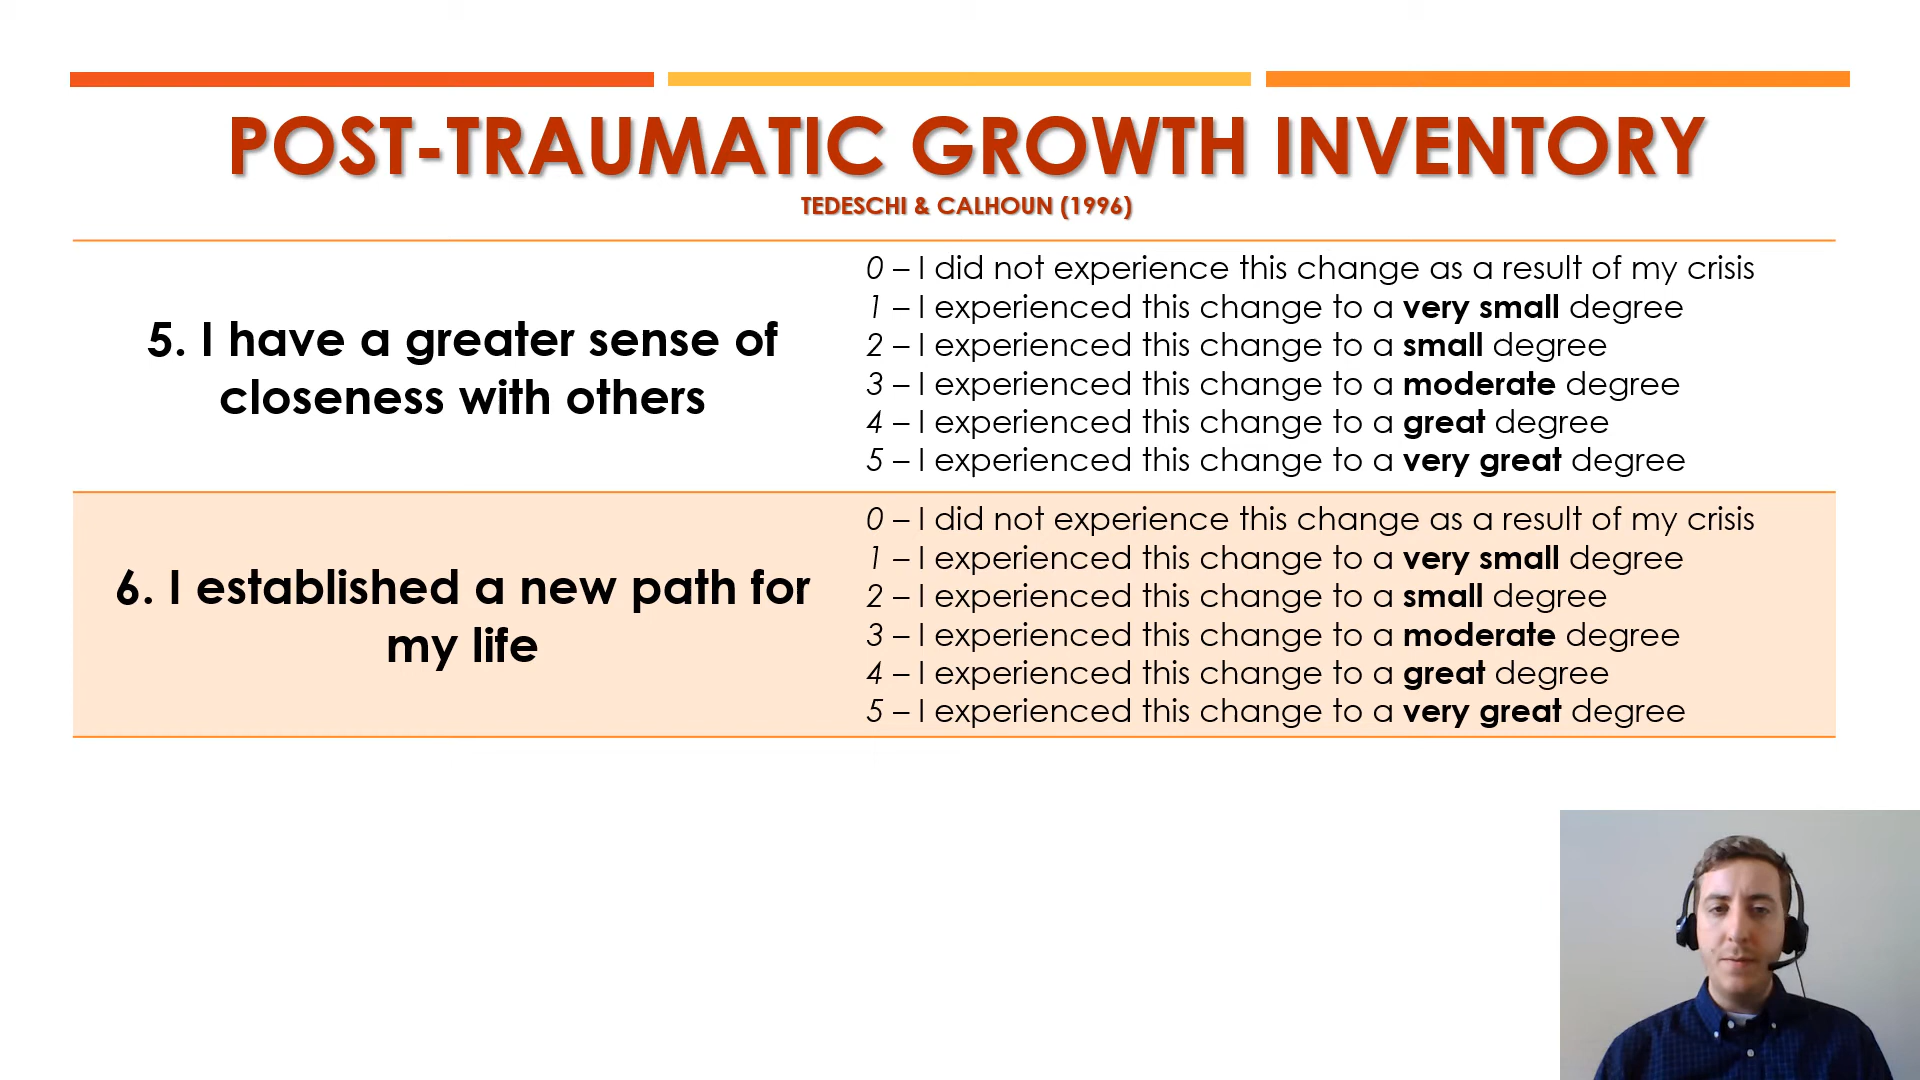 POST-TRAUMATIC GROWTH INVENTORY
TEDESCHI & CALHOUN (1996)
5. I have a greater sense of
closeness with others
0 – I did not experience this change as a result of my crisis
1 – I experienced this change to a very small degree
2 – I experienced this change to a small degree
3 – I experienced this change to a moderate degree
4 – I experienced this change to a great degree
5 – I experienced this change to a very great degree
6. I established a new path for
my life
0 – I did not experience this change as a result of my crisis
1 – I experienced this change to a very small degree
2 – I experienced this change to a small degree
3 – I experienced this change to a moderate degree
4 – I experienced this change to a great degree
5 – I experienced this change to a very great degree